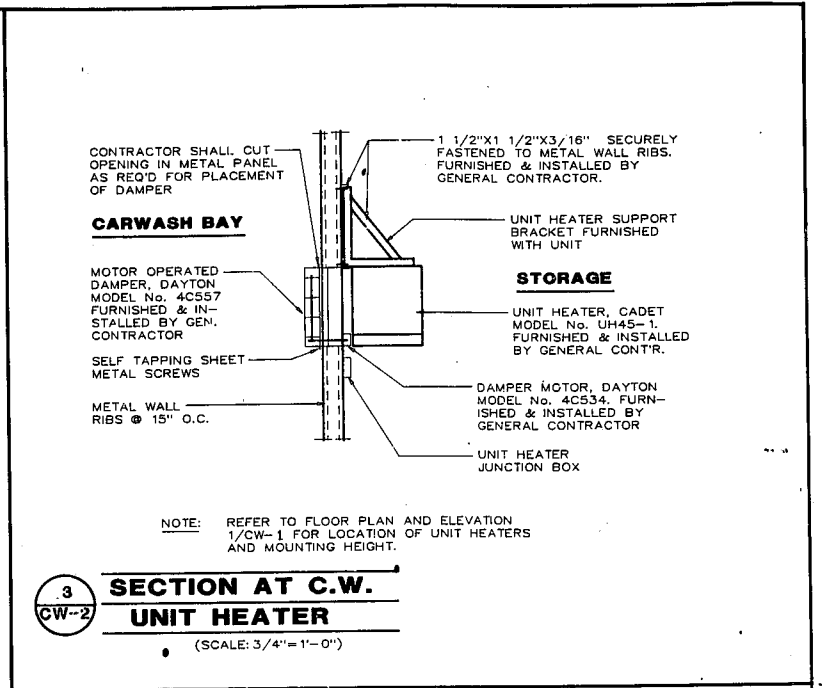 CONTRACTOR SHALL CUT
OPENING IN METAL PANEL
AS REQ'D FOR PLACEMENT
OF DAMPER
CARWASH BAY
MOTOR OPERATED
DAMPER, DAYTON
MODEL No. 4C557
FURNISHED & IN-
STALLED BY GEN.
CONTRACTOR
SELF TAPPING SHEET
METAL SCREWS
METAL WALL
RIBS @ 15" O.C.
1 1/2"X1 1/2"X3/16" SECURELY
FASTENED TO METAL WALL RIBS.
FURNISHED & INSTALLED BY
GENERAL CONTRACTOR.
UNIT HEATER SUPPORT
BRACKET FURNISHED
WITH UNIT
STORAGE
UNIT HEATER, CADET
MODEL No. UH45-1.
FURNISHED & INSTALLED
BY GENERAL CONT'R.
DAMPER MOTOR, DAYTON
MODEL No. 4C534. FURN-
ISHED & INSTALLED BY
GENERAL CONTRACTOR
UNIT HEATER
JUNCTION BOX
NOTE: REFER TO FLOOR PLAN AND ELEVATION
1/CW-1 FOR LOCATION OF UNIT HEATERS
AND MOUNTING HEIGHT.
3
CW-2
SECTION AT C.W.
UNIT HEATER
(SCALE: 3/4"=1'-0")